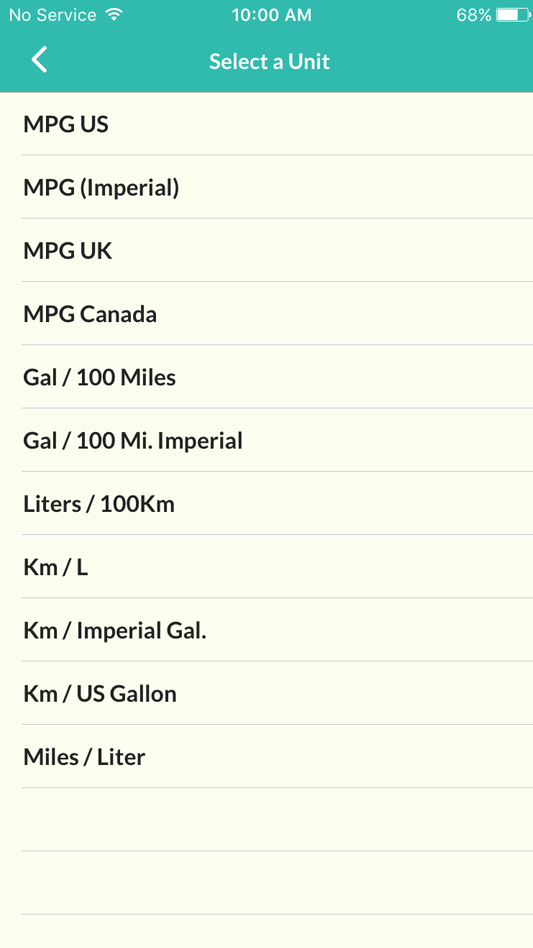 No Service 10:00 AM 68%
Select a Unit
MPG US
MPG (Imperial)
MPG UK
MPG Canada
Gal / 100 Miles
Gal / 100 Mi. Imperial
Liters / 100Km
Km / L
Km / Imperial Gal.
Km / US Gallon
Miles / Liter